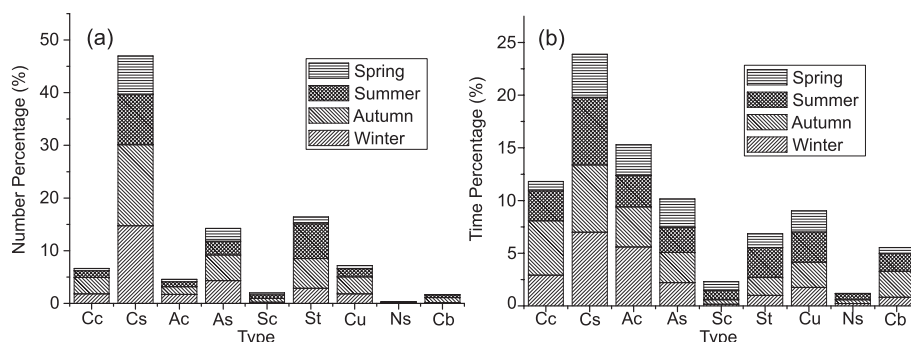 (a)
Number Percentage (%)
50
40
30
20
10
0
Spring
Summer
Autumn
Winter
Cc Cs Ac As Sc St Cu Ns Cb
Type
(b)
Time Percentage (%)
25
20
15
10
5
0
Spring
Summer
Autumn
Winter
Cc Cs Ac As Sc St Cu Ns Cb
Type